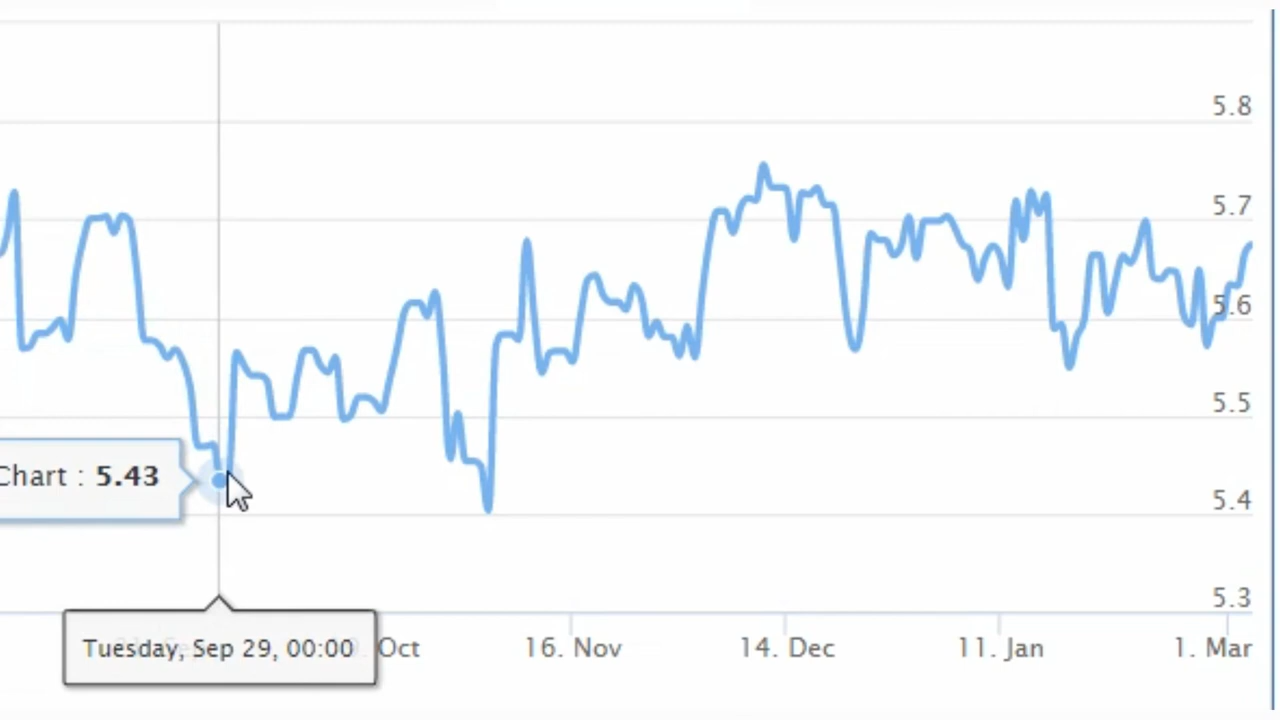 5.8
5.7
5.6
5.5
Chart : 5.43
5.4
5.3
Tuesday, Sep 29, 00:00
Oct
16. Nov
14. Dec
11. Jan
1. Mar